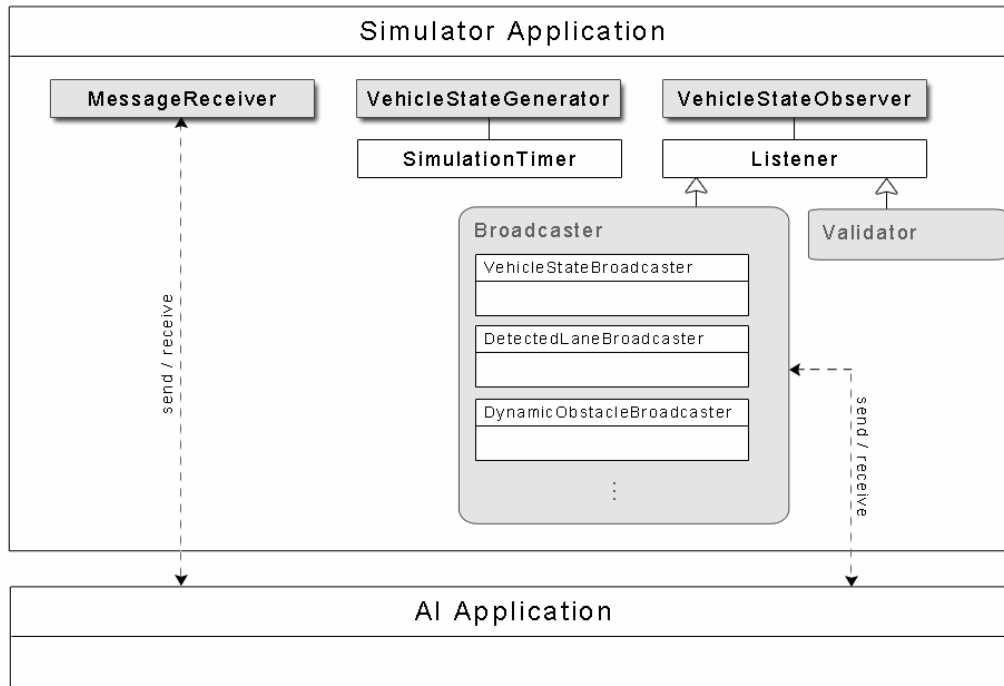 Simulator Application
MessageReceiver
VehicleStateGenerator
VehicleStateObserver
SimulationTimer
Listener
Broadcaster
Validator
VehicleStateBroadcaster
DetectedLaneBroadcaster
DynamicObstacleBroadcaster
⋮
send / receive
send / receive
AI Application